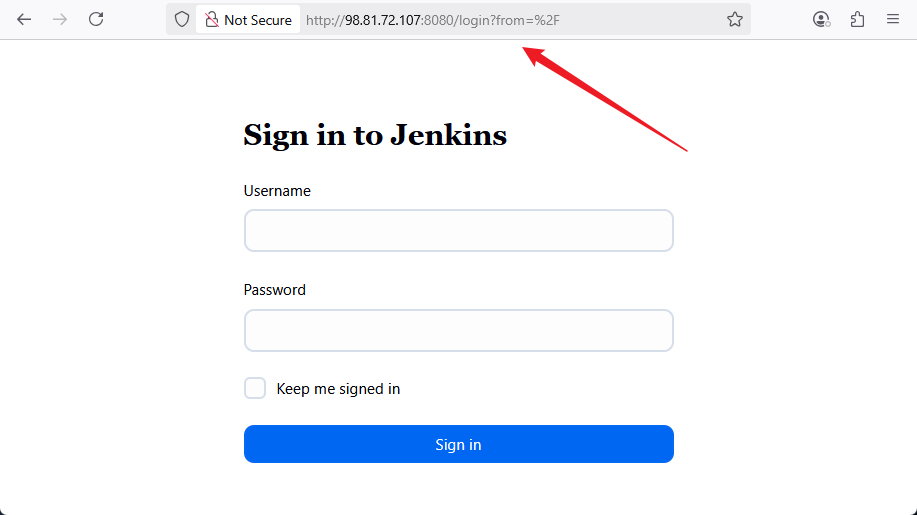 Not Secure http://98.81.72.107:8080/login?from=%2F
Sign in to Jenkins
Username
Password
Keep me signed in
Sign in